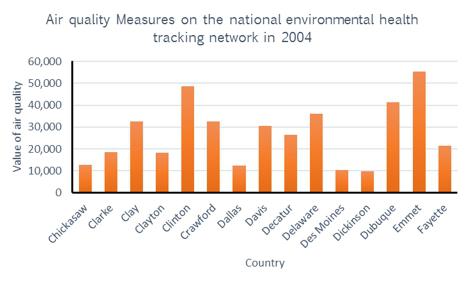 Air quality Measures on the national environmental health
tracking network in 2004
Value of air quality
60,000
50,000
40,000
30,000
20,000
10,000
0
Chickasaw
Clarke
Clay
Clayton
Clinton
Crawford
Dallas
Davis
Decatur
Delaware
Des Moines
Dickinson
Dubuque
Emmet
Fayette
Country